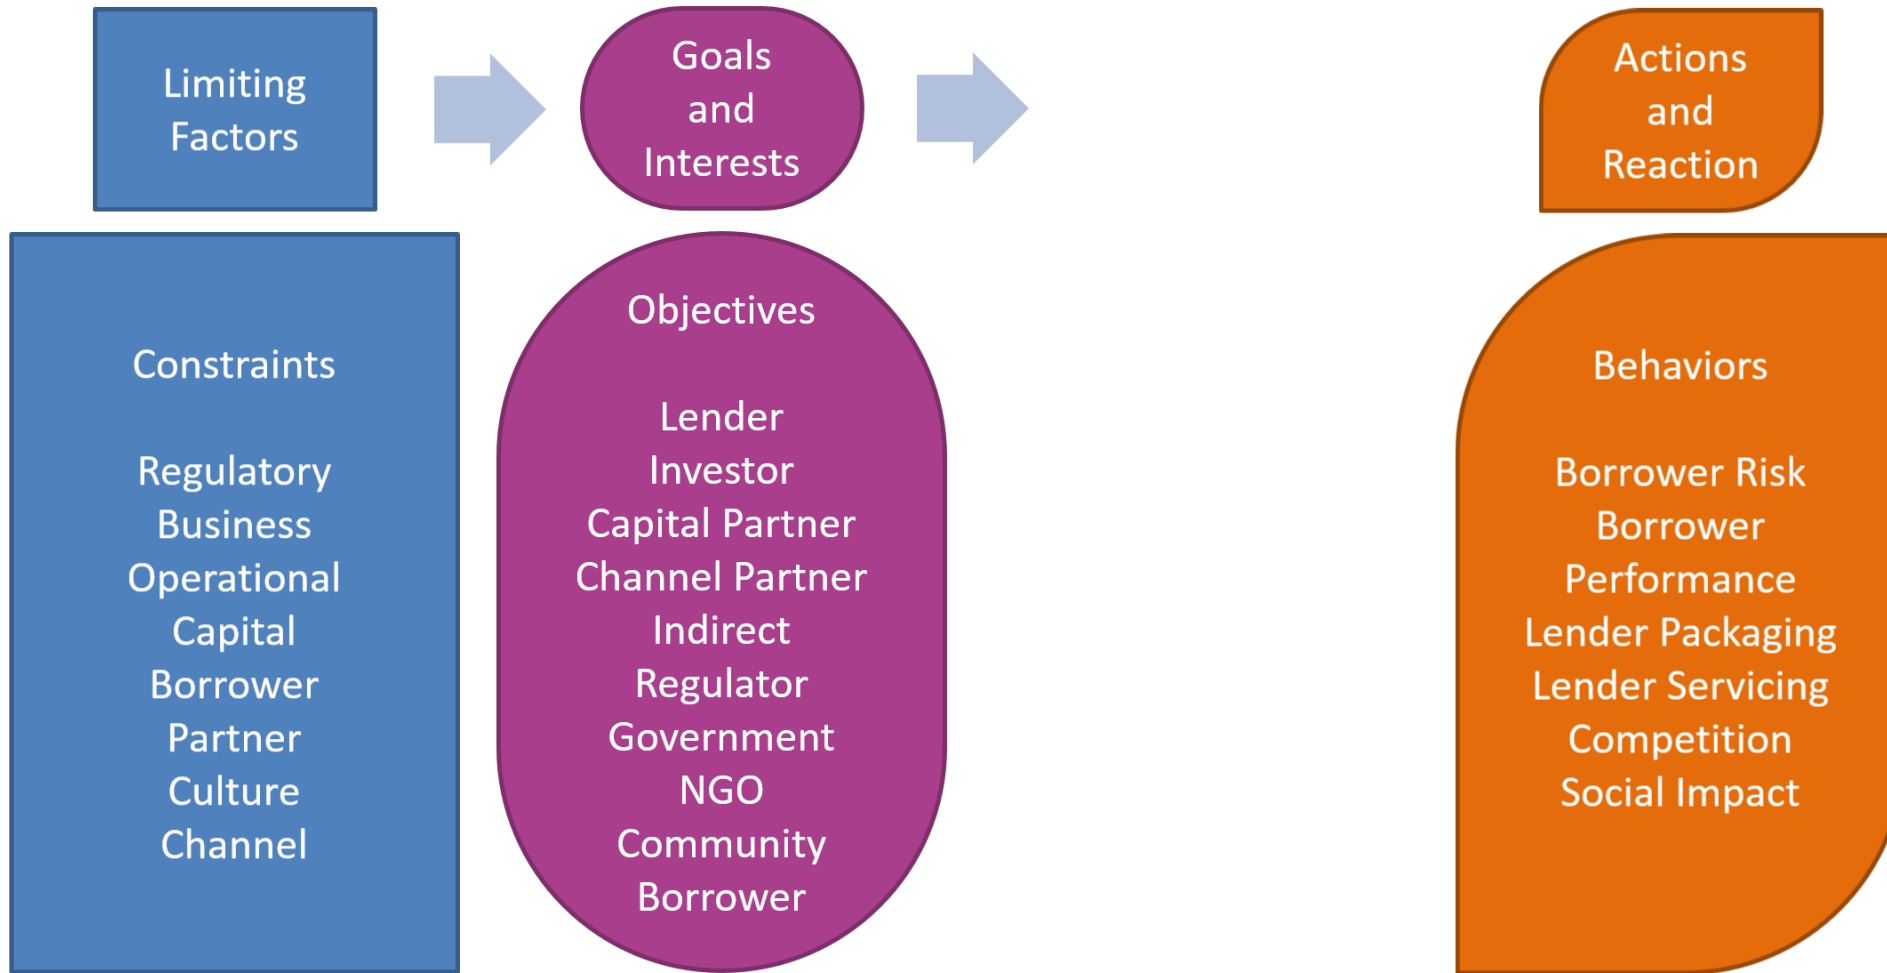 Limiting
Factors
Goals
and
Interests
Actions
and
Reaction
Constraints
Regulatory
Business
Operational
Capital
Borrower
Partner
Culture
Channel
Objectives
Lender
Investor
Capital Partner
Channel Partner
Indirect
Regulator
Government
NGO
Community
Borrower
Behaviors
Borrower Risk
Borrower
Performance
Lender Packaging
Lender Servicing
Competition
Social Impact